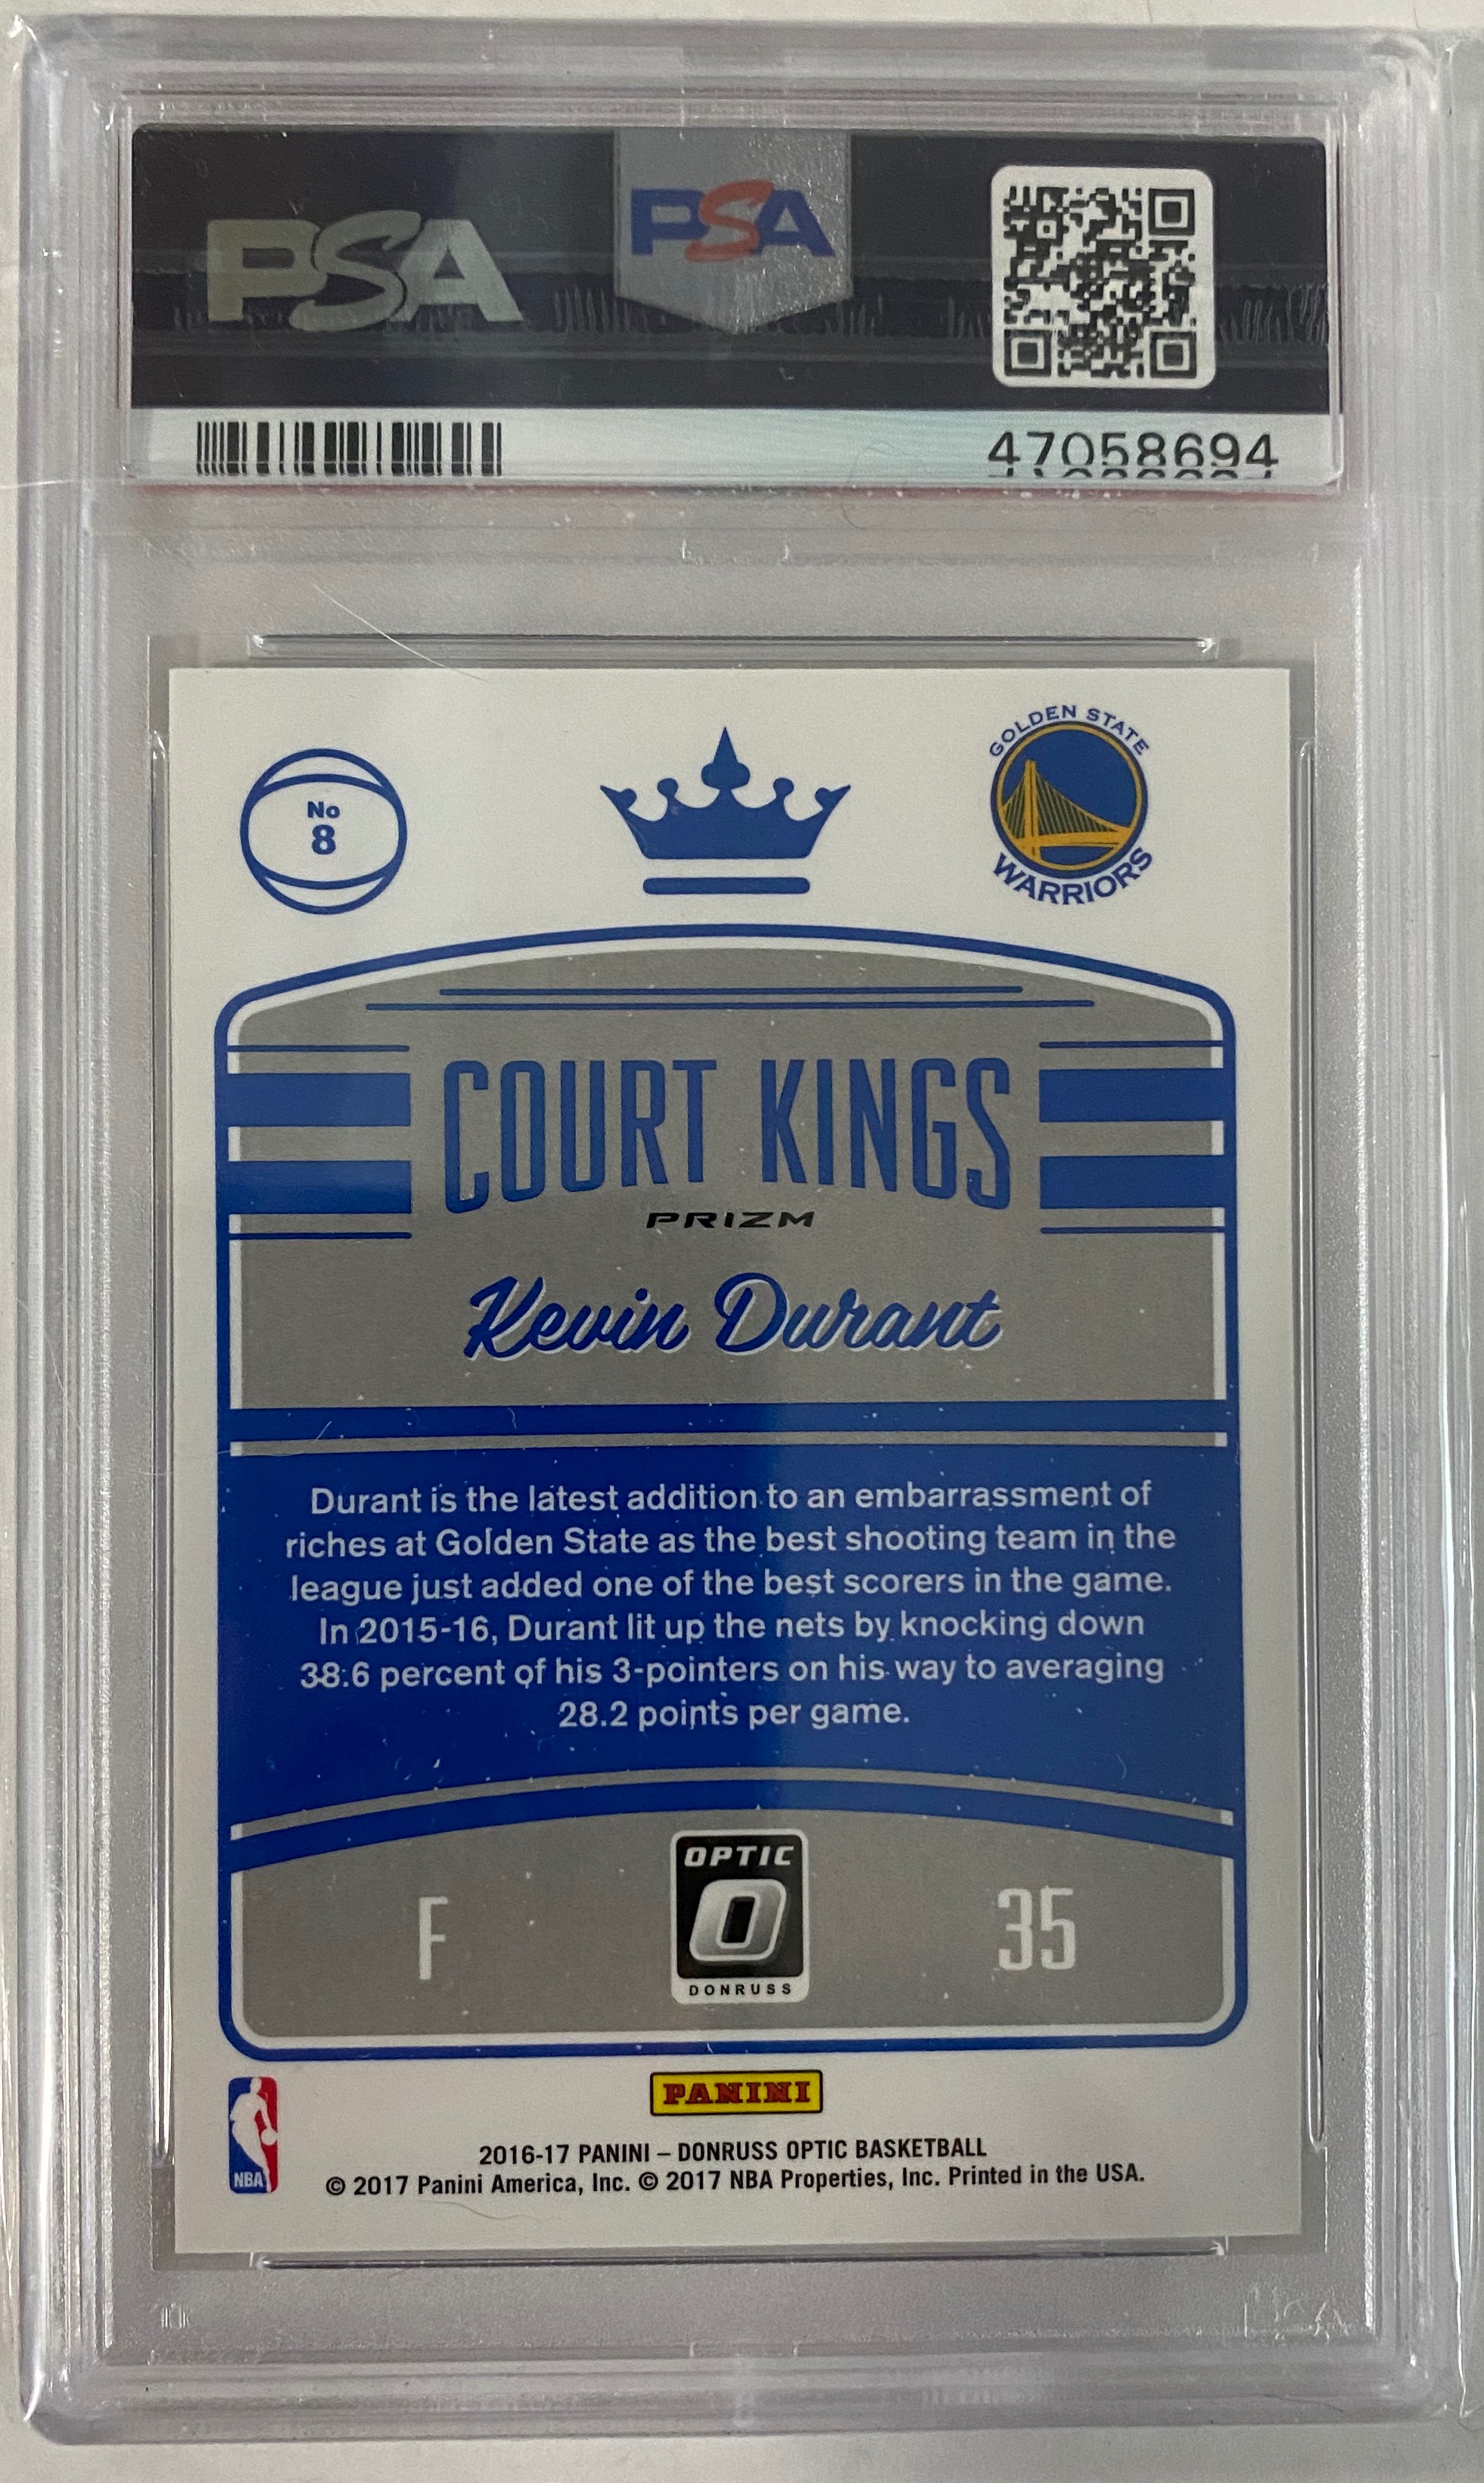 PSA
PSA
47058694
No
8
GOLDEN STATE
WARRIORS
COURT KINGS
PRIZM
Kevin Durant
Durant is the latest addition to an embarrassment of
riches at Golden State as the best shooting team in the
league just added one of the best scorers in the game.
In 2015-16, Durant lit up the nets by knocking down
38.6 percent of his 3-pointers on his way to averaging
28.2 points per game.
F
OPTIC
O
DONRUSS
35
NBA
PANINI
2016-17 PANINI – DONRUSS OPTIC BASKETBALL
© 2017 Panini America, Inc. © 2017 NBA Properties, Inc. Printed in the USA.
PSA